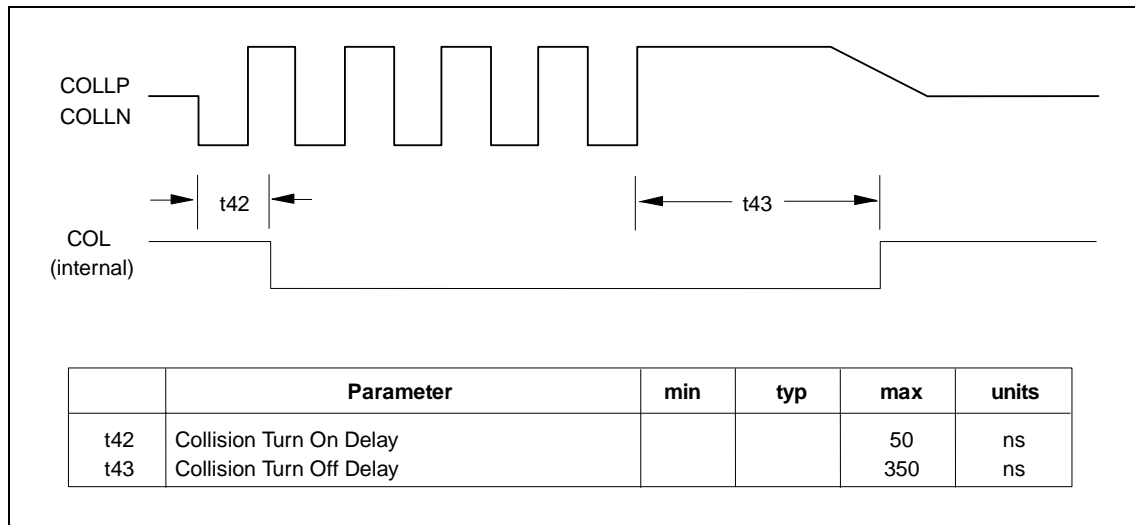 COLLP
COLLN
t42
t43
COL
(internal)
Parameter min typ max units
t42 Collision Turn On Delay 50 ns
t43 Collision Turn Off Delay 350 ns